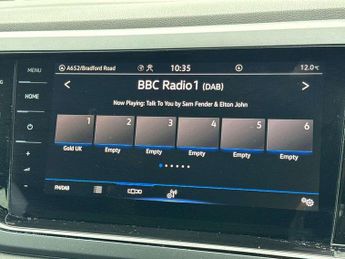 MENU
A652/Bradford Road
10:35
12.0°C
HOME
< BBC Radio1 (DAB) >
Now Playing: Talk To You by Sam Fender & Elton John
1 2 3 4 5 6
Gold UK Empty Empty Empty Empty Empty
FM/DAB